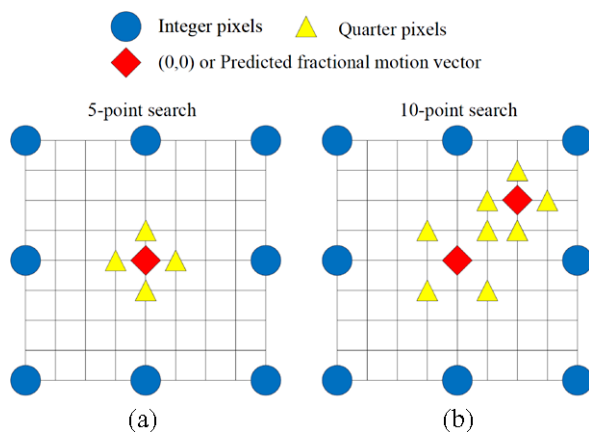 Integer pixels
Quarter pixels
(0,0) or Predicted fractional motion vector
5-point search
10-point search
(a)
(b)